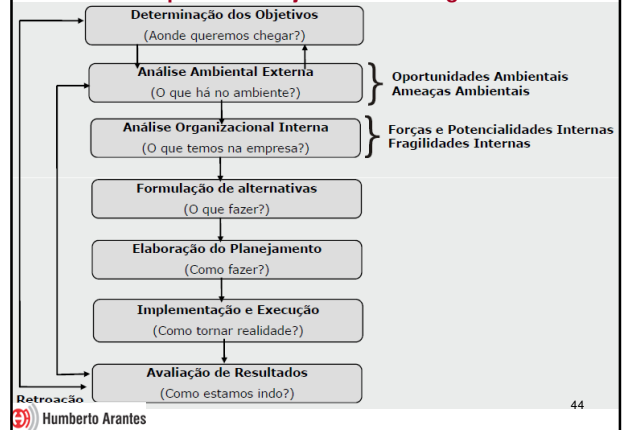 Determinação dos Objetivos
(Aonde queremos chegar?)
Análise Ambiental Externa
(O que há no ambiente?)
Oportunidades Ambientais
Ameaças Ambientais
Análise Organizacional Interna
(O que temos na empresa?)
Forças e Potencialidades Internas
Fragilidades Internas
Formulação de alternativas
(O que fazer?)
Elaboração do Planejamento
(Como fazer?)
Implementação e Execução
(Como tornar realidade?)
Avaliação de Resultados
(Como estamos indo?)
Retroação
44
Humberto Arantes